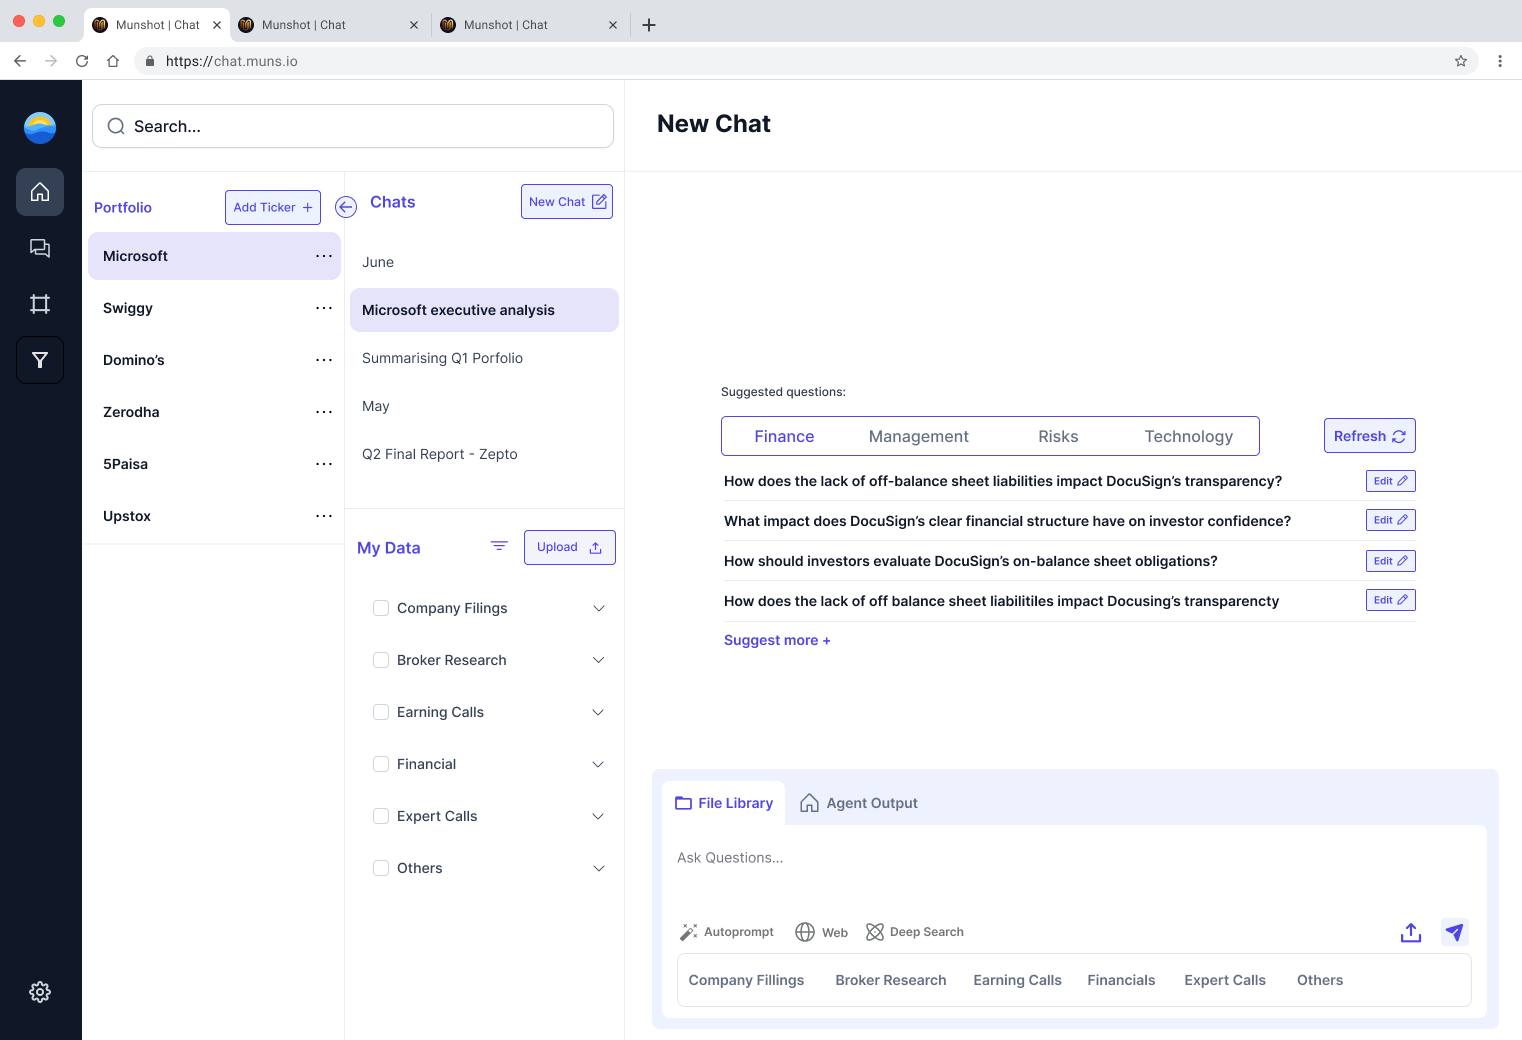 Munshot | Chat
Munshot | Chat
Munshot | Chat
https://chat.muns.io
Search...
New Chat
Portfolio
Add Ticker +
Microsoft
Swiggy
Domino’s
Zerodha
5Paisa
Upstox
Chats
New Chat
June
Microsoft executive analysis
Summarising Q1 Porfolio
May
Q2 Final Report - Zepto
My Data
Upload
Company Filings
Broker Research
Earning Calls
Financial
Expert Calls
Others
Suggested questions:
Finance Management Risks Technology
Refresh
How does the lack of off-balance sheet liabilities impact DocuSign’s transparency?
Edit
What impact does DocuSign’s clear financial structure have on investor confidence?
Edit
How should investors evaluate DocuSign’s on-balance sheet obligations?
Edit
How does the lack of off balance sheet liabilitiles impact Docusing’s transparencty
Edit
Suggest more +
File Library
Agent Output
Ask Questions...
Autoprompt Web Deep Search
Company Fillings Broker Research Earning Calls Financials Expert Calls Others